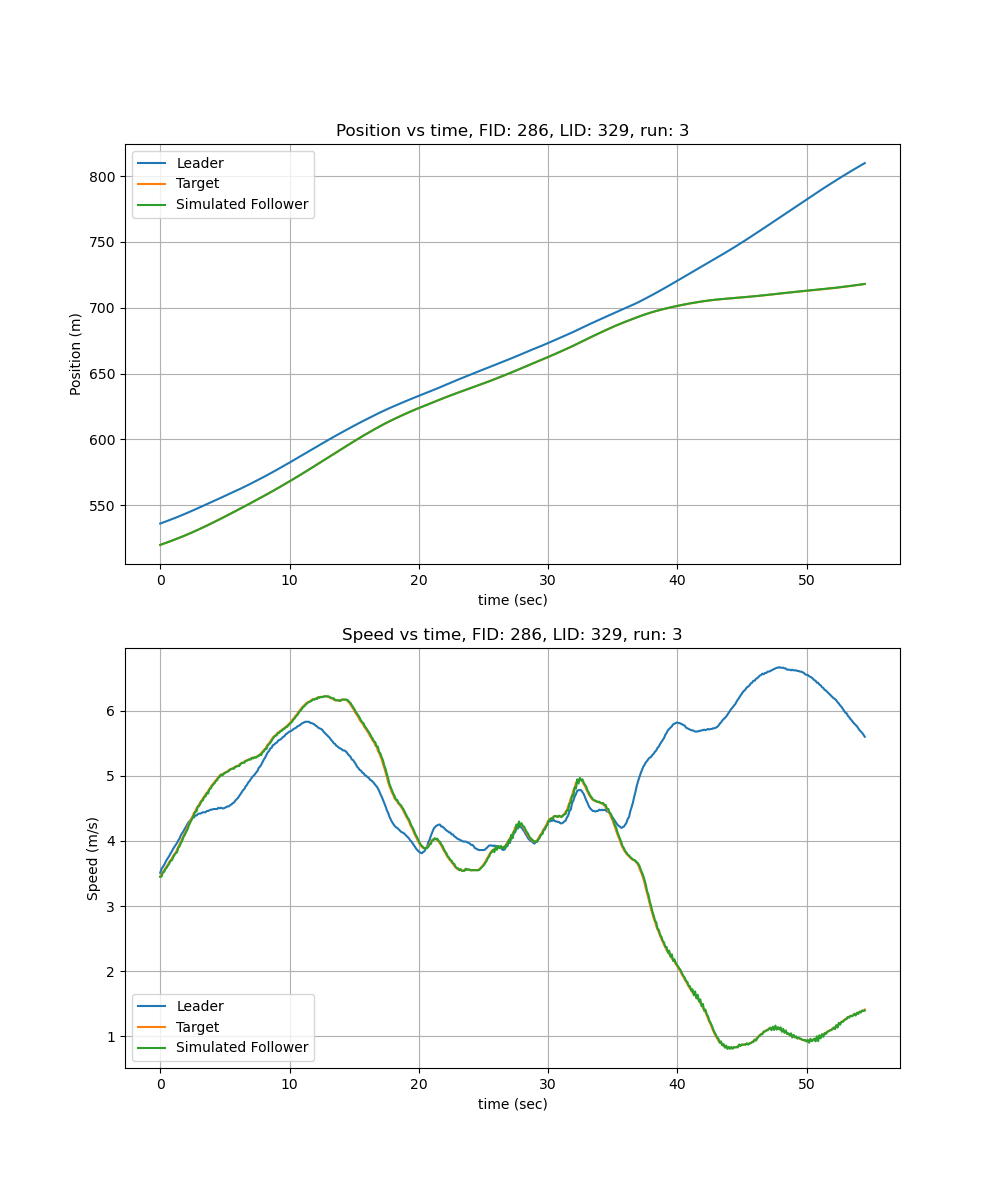 Position vs time, FID: 286, LID: 329, run: 3
Leader
Target
Simulated Follower
800
750
700
650
600
550
Position (m)
0 10 20 30 40 50
time (sec)
Speed vs time, FID: 286, LID: 329, run: 3
6
5
4
3
2
1
Speed (m/s)
Leader
Target
Simulated Follower
0 10 20 30 40 50
time (sec)